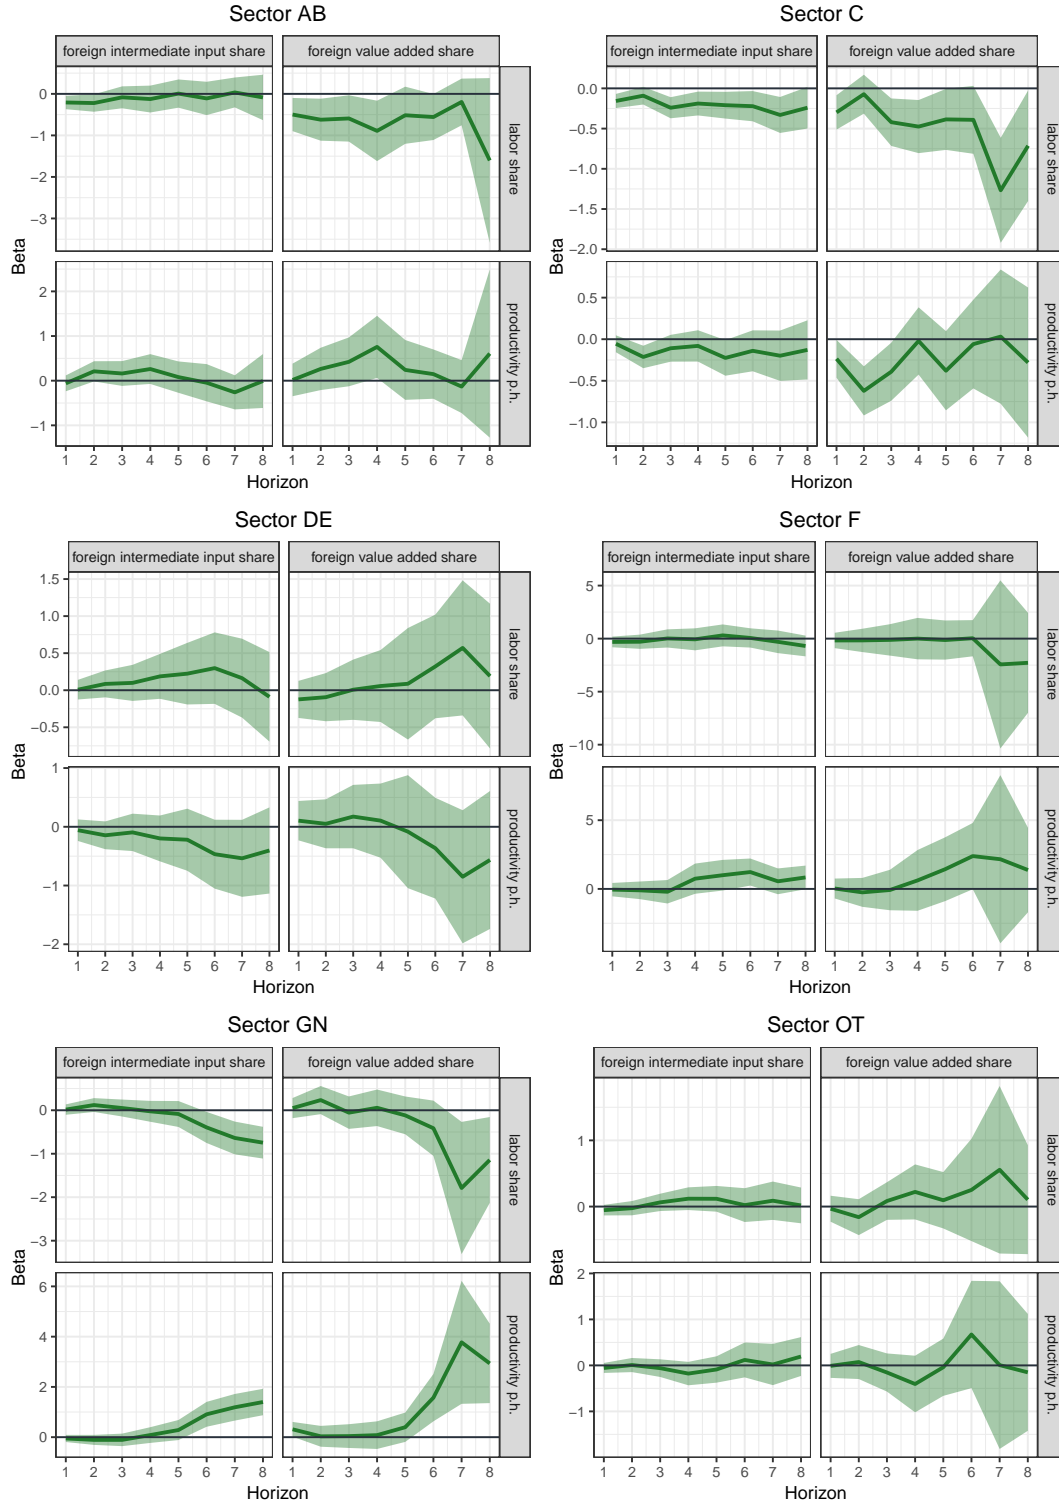 Sector AB
foreign intermediate input share
foreign value added share
0
−1
−2
−3
labor share
2
1
0
−1
productivity p.h.
Beta
1 2 3 4 5 6 7 8
1 2 3 4 5 6 7 8
Horizon
Sector C
foreign intermediate input share
foreign value added share
0.0
−0.5
−1.0
−1.5
−2.0
labor share
0.5
0.0
−0.5
−1.0
productivity p.h.
Beta
1 2 3 4 5 6 7 8
1 2 3 4 5 6 7 8
Horizon
Sector DE
foreign intermediate input share
foreign value added share
1.5
1.0
0.5
0.0
−0.5
labor share
1
0
−1
−2
productivity p.h.
Beta
1 2 3 4 5 6 7 8
1 2 3 4 5 6 7 8
Horizon
Sector F
foreign intermediate input share
foreign value added share
5
0
−5
−10
labor share
5
0
productivity p.h.
Beta
1 2 3 4 5 6 7 8
1 2 3 4 5 6 7 8
Horizon
Sector GN
foreign intermediate input share
foreign value added share
0
−1
−2
−3
labor share
6
4
2
0
productivity p.h.
Beta
1 2 3 4 5 6 7 8
1 2 3 4 5 6 7 8
Horizon
Sector OT
foreign intermediate input share
foreign value added share
1
0
labor share
2
1
0
−1
productivity p.h.
Beta
1 2 3 4 5 6 7 8
1 2 3 4 5 6 7 8
Horizon